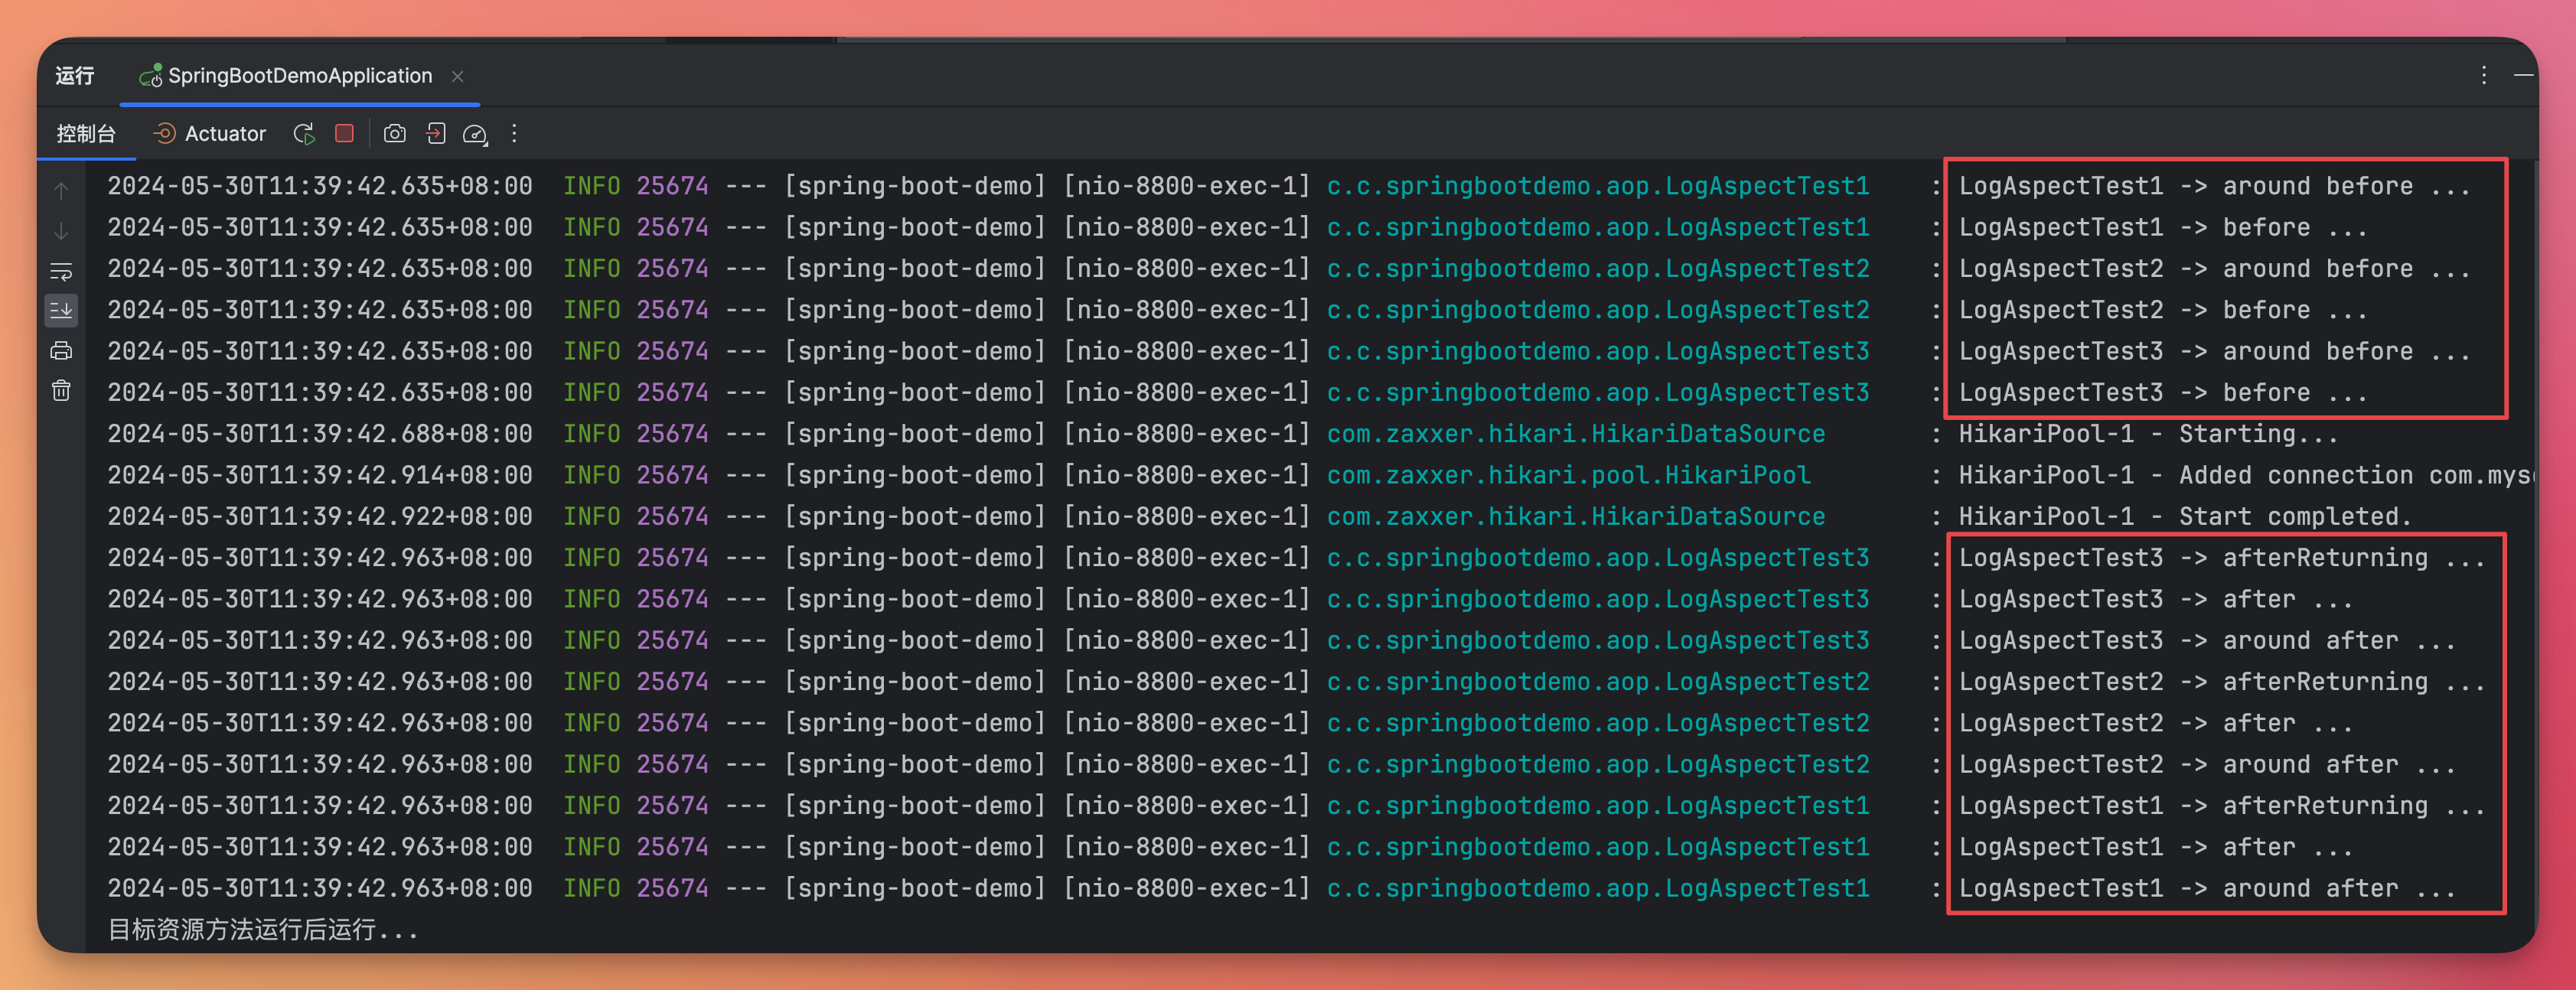 运行 SpringBootDemoApplication
控制台 Actuator
2024-05-30T11:39:42.635+08:00 INFO 25674 --- [spring-boot-demo] [nio-8800-exec-1] c.c.springbootdemo.aop.LogAspectTest1 : LogAspectTest1 -> around before ...
2024-05-30T11:39:42.635+08:00 INFO 25674 --- [spring-boot-demo] [nio-8800-exec-1] c.c.springbootdemo.aop.LogAspectTest1 : LogAspectTest1 -> before ...
2024-05-30T11:39:42.635+08:00 INFO 25674 --- [spring-boot-demo] [nio-8800-exec-1] c.c.springbootdemo.aop.LogAspectTest2 : LogAspectTest2 -> around before ...
2024-05-30T11:39:42.635+08:00 INFO 25674 --- [spring-boot-demo] [nio-8800-exec-1] c.c.springbootdemo.aop.LogAspectTest2 : LogAspectTest2 -> before ...
2024-05-30T11:39:42.635+08:00 INFO 25674 --- [spring-boot-demo] [nio-8800-exec-1] c.c.springbootdemo.aop.LogAspectTest3 : LogAspectTest3 -> around before ...
2024-05-30T11:39:42.635+08:00 INFO 25674 --- [spring-boot-demo] [nio-8800-exec-1] c.c.springbootdemo.aop.LogAspectTest3 : LogAspectTest3 -> before ...
2024-05-30T11:39:42.688+08:00 INFO 25674 --- [spring-boot-demo] [nio-8800-exec-1] com.zaxxer.hikari.HikariDataSource : HikariPool-1 - Starting...
2024-05-30T11:39:42.914+08:00 INFO 25674 --- [spring-boot-demo] [nio-8800-exec-1] com.zaxxer.hikari.pool.HikariPool : HikariPool-1 - Added connection com.mys
2024-05-30T11:39:42.922+08:00 INFO 25674 --- [spring-boot-demo] [nio-8800-exec-1] com.zaxxer.hikari.HikariDataSource : HikariPool-1 - Start completed.
2024-05-30T11:39:42.963+08:00 INFO 25674 --- [spring-boot-demo] [nio-8800-exec-1] c.c.springbootdemo.aop.LogAspectTest3 : LogAspectTest3 -> afterReturning ...
2024-05-30T11:39:42.963+08:00 INFO 25674 --- [spring-boot-demo] [nio-8800-exec-1] c.c.springbootdemo.aop.LogAspectTest3 : LogAspectTest3 -> after ...
2024-05-30T11:39:42.963+08:00 INFO 25674 --- [spring-boot-demo] [nio-8800-exec-1] c.c.springbootdemo.aop.LogAspectTest3 : LogAspectTest3 -> around after ...
2024-05-30T11:39:42.963+08:00 INFO 25674 --- [spring-boot-demo] [nio-8800-exec-1] c.c.springbootdemo.aop.LogAspectTest2 : LogAspectTest2 -> afterReturning ...
2024-05-30T11:39:42.963+08:00 INFO 25674 --- [spring-boot-demo] [nio-8800-exec-1] c.c.springbootdemo.aop.LogAspectTest2 : LogAspectTest2 -> after ...
2024-05-30T11:39:42.963+08:00 INFO 25674 --- [spring-boot-demo] [nio-8800-exec-1] c.c.springbootdemo.aop.LogAspectTest2 : LogAspectTest2 -> around after ...
2024-05-30T11:39:42.963+08:00 INFO 25674 --- [spring-boot-demo] [nio-8800-exec-1] c.c.springbootdemo.aop.LogAspectTest1 : LogAspectTest1 -> afterReturning ...
2024-05-30T11:39:42.963+08:00 INFO 25674 --- [spring-boot-demo] [nio-8800-exec-1] c.c.springbootdemo.aop.LogAspectTest1 : LogAspectTest1 -> after ...
2024-05-30T11:39:42.963+08:00 INFO 25674 --- [spring-boot-demo] [nio-8800-exec-1] c.c.springbootdemo.aop.LogAspectTest1 : LogAspectTest1 -> around after ...
目标资源方法运行后运行...